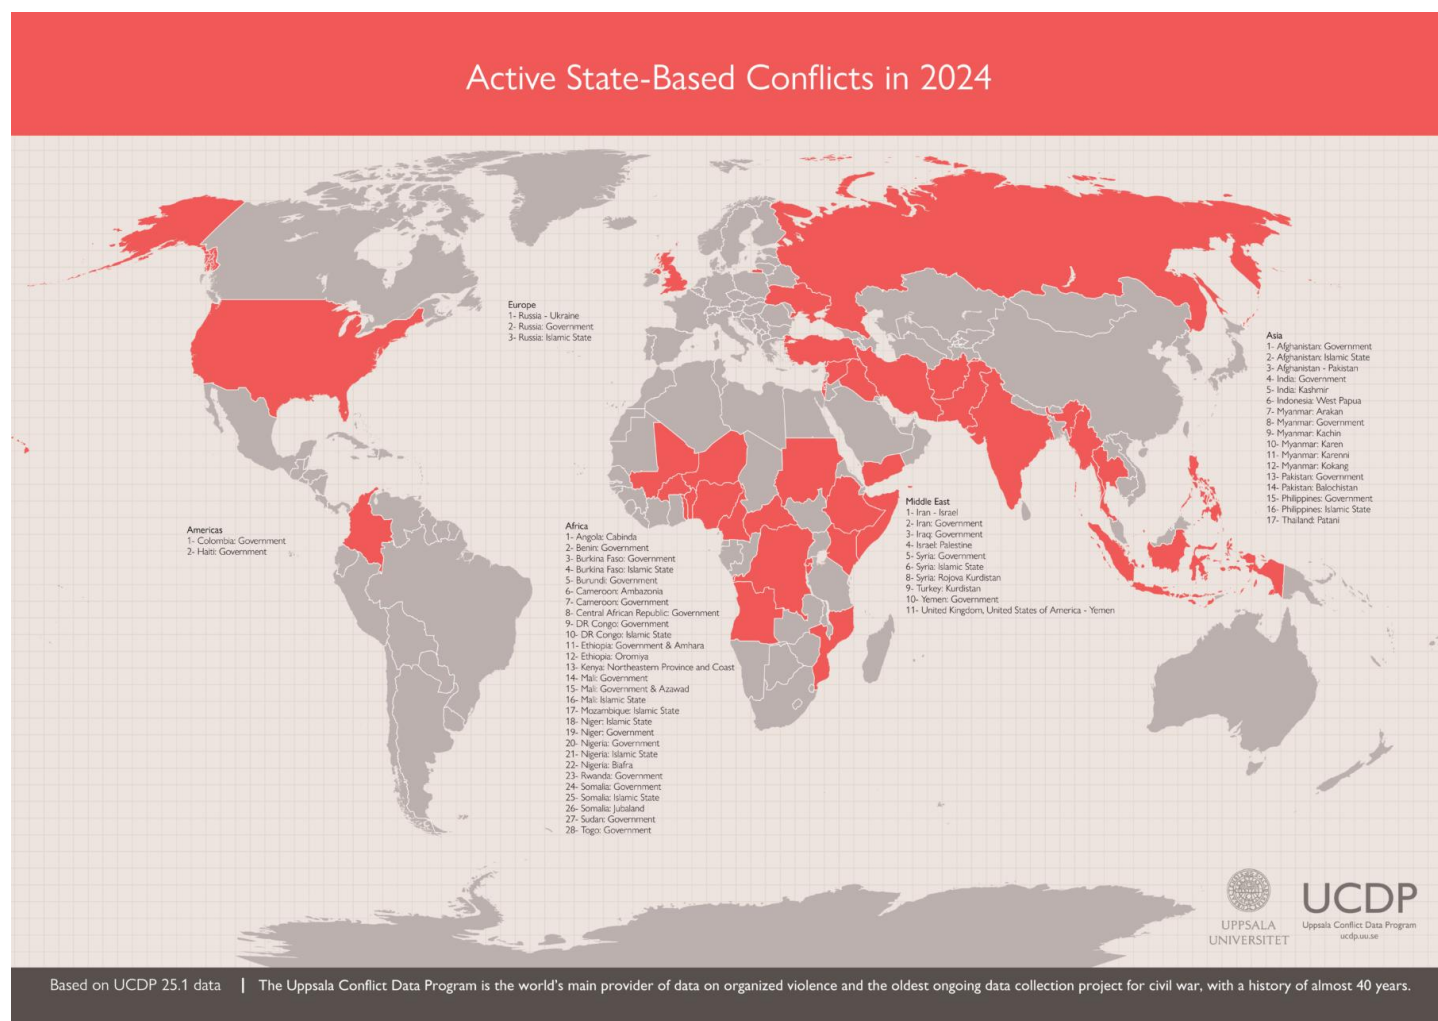 Active State-Based Conflicts in 2024
Europe
1- Russia - Ukraine
2- Russia: Government
3- Russia: Islamic State
Asia
1- Afghanistan: Government
2- Afghanistan: Islamic State
3- Afghanistan - Pakistan
4- India: Government
5- India: Kashmir
6- Indonesia: West Papua
7- Myanmar: Arakan
8- Myanmar: Government
9- Myanmar: Kachin
10- Myanmar: Karen
11- Myanmar: Karenni
12- Myanmar: Kokang
13- Pakistan: Government
14- Pakistan: Balochistan
15- Philippines: Government
16- Philippines: Islamic State
17- Thailand: Patani
Middle East
1- Iran - Israel
2- Iran: Government
3- Iraq: Government
4- Israel: Palestine
5- Syria: Government
6- Syria: Islamic State
8- Syria: Rojova Kurdistan
9- Turkey: Kurdistan
10- Yemen: Government
11- United Kingdom, United States of America - Yemen
Americas
1- Colombia: Government
2- Haiti: Government
Africa
1- Angola: Cabinda
2- Benin: Government
3- Burkina Faso: Government
4- Burkina Faso: Islamic State
5- Burundi: Government
6- Cameroon: Ambazonia
7- Cameroon: Government
8- Central African Republic: Government
9- DR Congo: Government
10- DR Congo: Islamic State
11- Ethiopia: Government & Amhara
12- Ethiopia: Oromiya
13- Kenya: Northeastern Province and Coast
14- Mali: Government
15- Mali: Government & Azawad
16- Mali: Islamic State
17- Mozambique: Islamic State
18- Niger: Islamic State
19- Niger: Government
20- Nigeria: Government
21- Nigeria: Islamic State
22- Nigeria: Biafra
23- Rwanda: Government
24- Somalia: Government
25- Somalia: Islamic State
26- Somalia: Jubaland
27- Sudan: Government
28- Togo: Government
UPPSALA
UNIVERSITET
UCDP
Uppsala Conflict Data Program
ucdp.uu.se
Based on UCDP 25.1 data | The Uppsala Conflict Data Program is the world's main provider of data on organized violence and the oldest ongoing data collection project for civil war, with a history of almost 40 years.